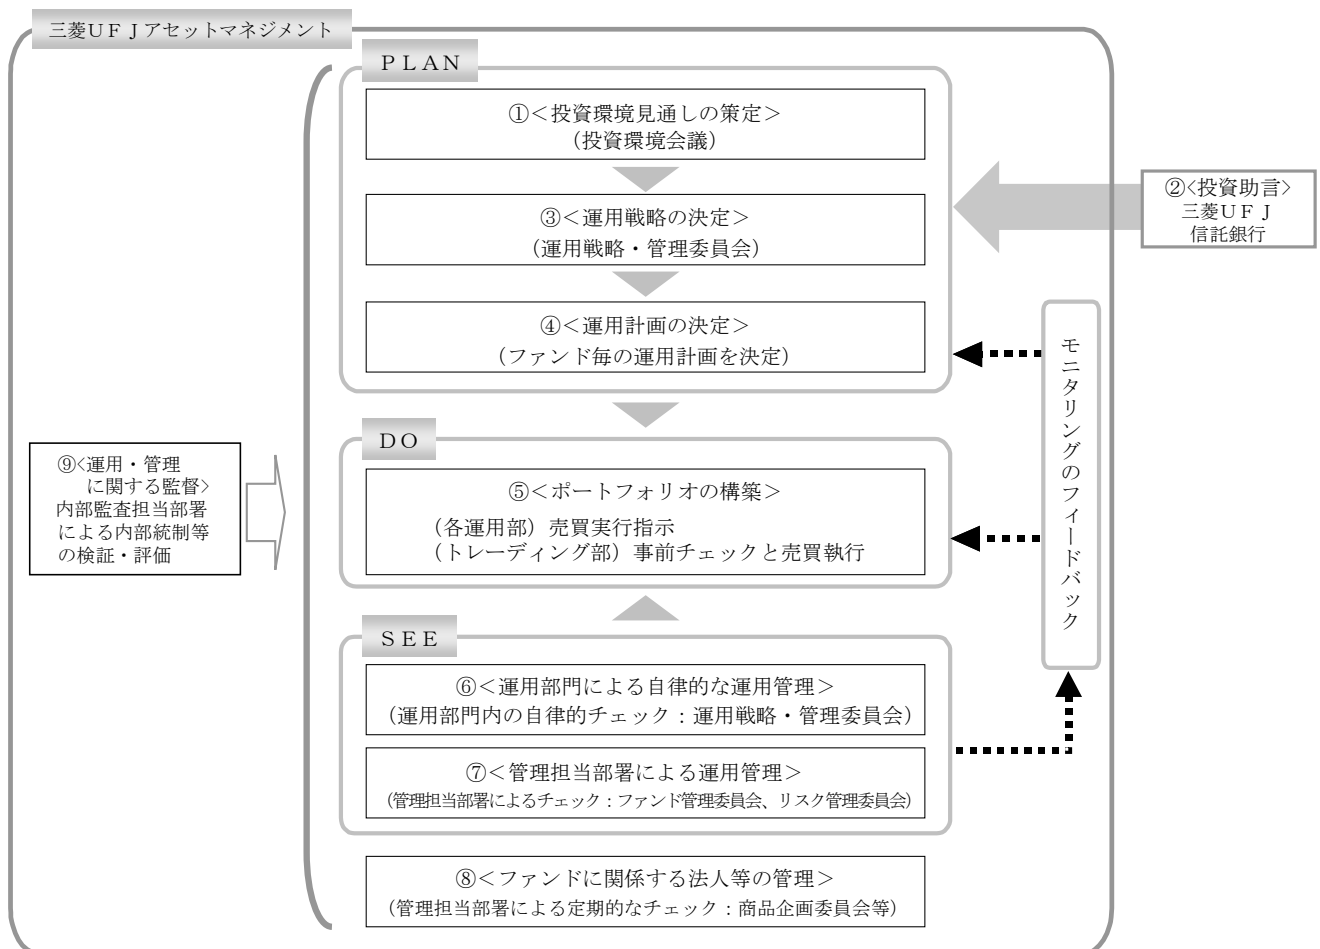 三菱ＵＦＪアセットマネジメント
ＰＬＡＮ
①＜投資環境見通しの策定＞
（投資環境会議）
③＜運用戦略の決定＞
（運用戦略・管理委員会）
④＜運用計画の決定＞
（ファンド毎の運用計画を決定）
②<投資助言>
三菱ＵＦＪ
信託銀行
モニタリングのフィードバック
ＤＯ
⑤＜ポートフォリオの構築＞
（各運用部）売買実行指示
（トレーディング部）事前チェックと売買執行
⑨<運用・管理
に関する監督>
内部監査担当部署
による内部統制等
の検証・評価
ＳＥＥ
⑥＜運用部門による自律的な運用管理＞
（運用部門内の自律的チェック：運用戦略・管理委員会）
⑦＜管理担当部署による運用管理＞
（管理担当部署によるチェック：ファンド管理委員会、リスク管理委員会）
⑧＜ファンドに関係する法人等の管理＞
（管理担当部署による定期的なチェック：商品企画委員会等）